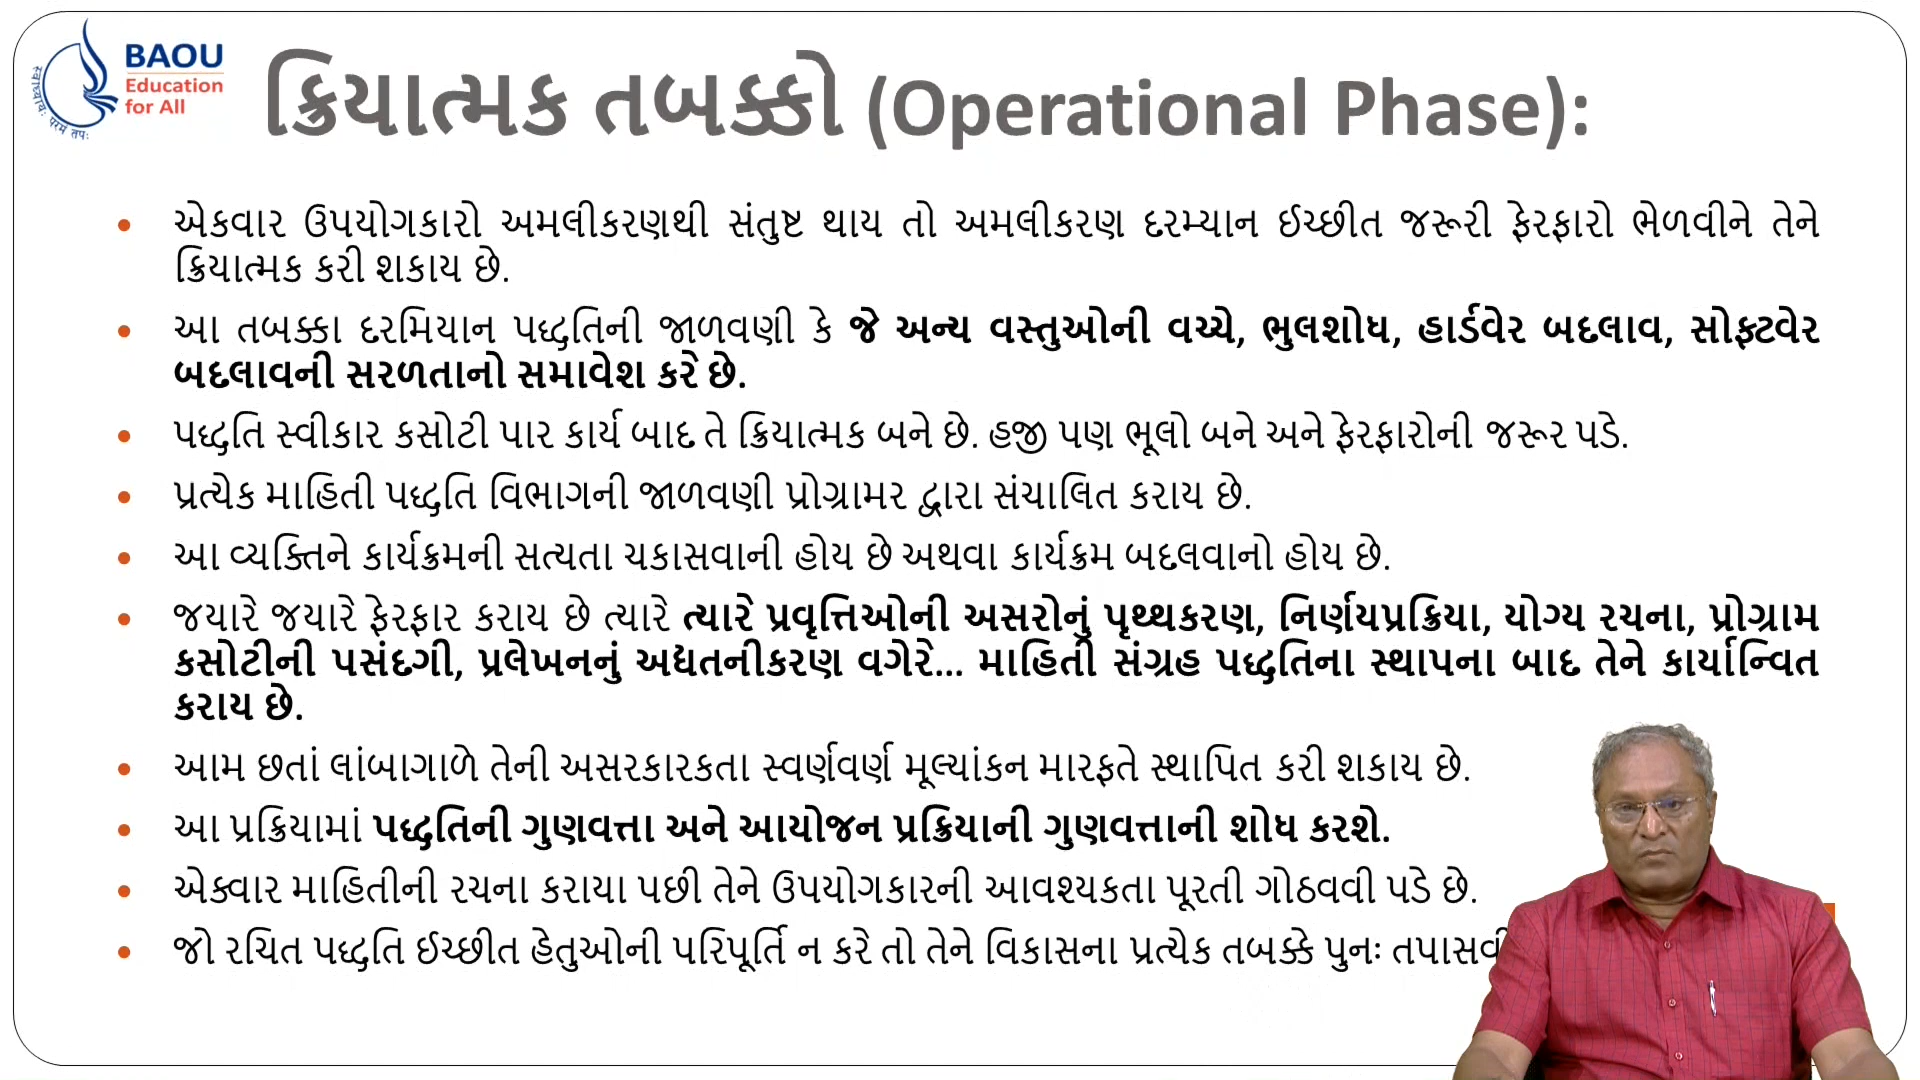 BAOU
Education
for All
स्वाध्यायः परमं तपः
ક્રિયાત્મક તબક્કો (Operational Phase):
• એકવાર ઉપયોગકારો અમલીકરણથી સંતુષ્ટ થાય તો અમલીકરણ દરમ્યાન ઈચ્છીત જરૂરી ફેરફારો ભેળવીને તેને
ક્રિયાત્મક કરી શકાય છે.
• આ તબક્કા દરમિયાન પદ્ધતિની જાળવણી કે જે અન્ય વસ્તુઓની વચ્ચે, ભુલશોધ, હાર્ડવેર બદલાવ, સોફ્ટવેર
બદલાવની સરળતાનો સમાવેશ કરે છે.
• પદ્ધતિ સ્વીકાર કસોટી પાર કાર્ય બાદ તે ક્રિયાત્મક બને છે. હજી પણ ભૂલો બને અને ફેરફારોની જરૂર પડે.
• પ્રત્યેક માહિતી પદ્ધતિ વિભાગની જાળવણી પ્રોગ્રામર દ્વારા સંચાલિત કરાય છે.
• આ વ્યક્તિને કાર્યક્રમની સત્યતા ચકાસવાની હોય છે અથવા કાર્યક્રમ બદલવાનો હોય છે.
• જયારે જયારે ફેરફાર કરાય છે ત્યારે ત્યારે પ્રવૃત્તિઓની અસરોનું પૃથ્થકરણ, નિર્ણયપ્રક્રિયા, યોગ્ય રચના, પ્રોગ્રામ
કસોટીની પસંદગી, પ્રલેખનનું અદ્યતનીકરણ વગેરે... માહિતી સંગ્રહ પદ્ધતિના સ્થાપના બાદ તેને કાર્યાન્વિત
કરાય છે.
• આમ છતાં લાંબાગાળે તેની અસરકારકતા સ્વર્ણવર્ણ મૂલ્યાંકન મારફતે સ્થાપિત કરી શકાય છે.
• આ પ્રક્રિયામાં પદ્ધતિની ગુણવત્તા અને આયોજન પ્રક્રિયાની ગુણવત્તાની શોધ કરશે.
• એક્વાર માહિતીની રચના કરાયા પછી તેને ઉપયોગકારની આવશ્યકતા પૂરતી ગોઠવવી પડે છે.
• જો રચિત પદ્ધતિ ઈચ્છીત હેતુઓની પરિપૂર્તિ ન કરે તો તેને વિકાસના પ્રત્યેક તબક્કે પુનઃ